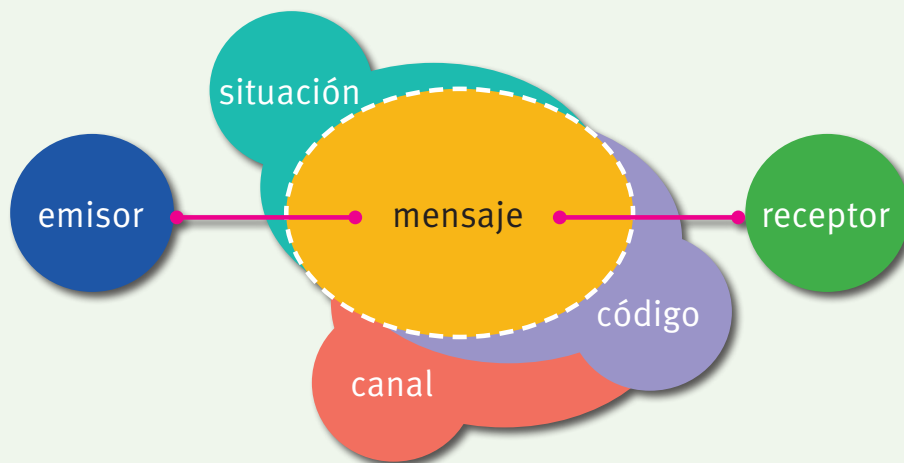 situación
emisor
mensaje
receptor
código
canal